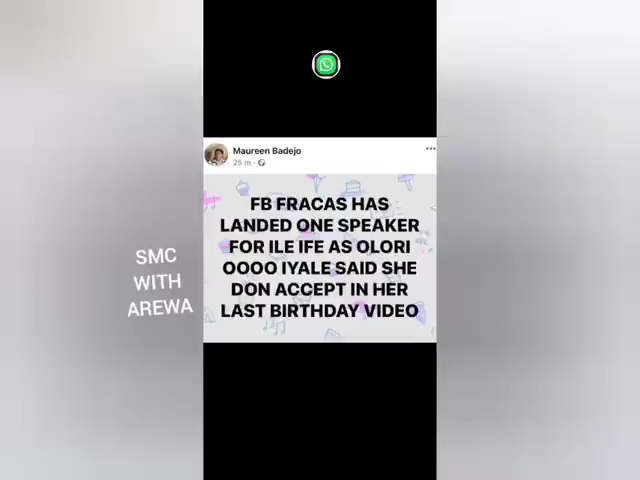 Maureen Badejo
25 m
FB FRACAS HAS
LANDED ONE SPEAKER
FOR ILE IFE AS OLORI
OOOO IYALE SAID SHE
DON ACCEPT IN HER
LAST BIRTHDAY VIDEO
SMC
WITH
AREWA